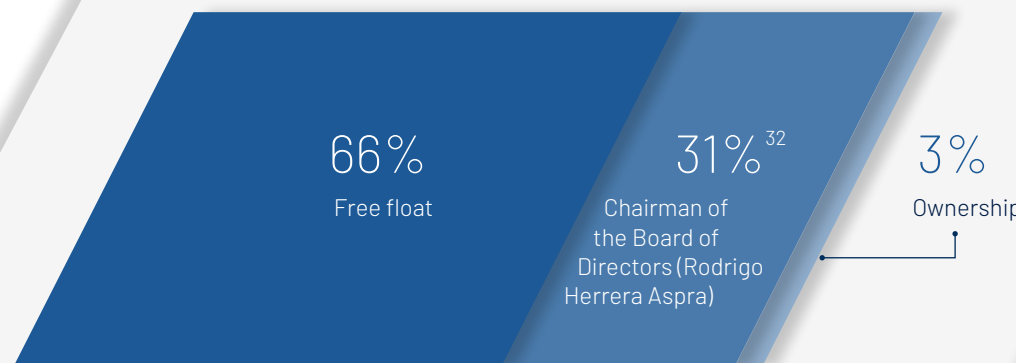 66%
Free float
31% 32
Chairman of
the Board of
Directors (Rodrigo
Herrera Aspra)
3%
Ownership